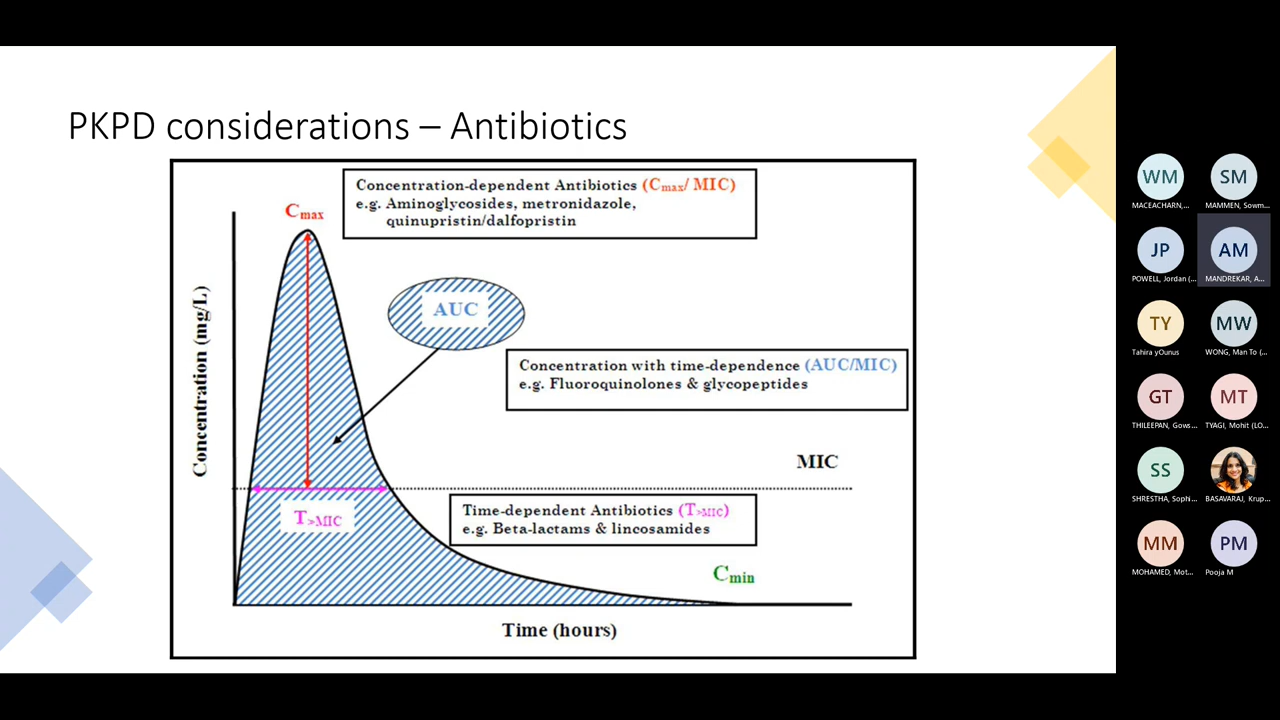 PKPD considerations – Antibiotics
Concentration-dependent Antibiotics (Cmax/ MIC)
e.g. Aminoglycosides, metronidazole,
quinupristin/dalfopristin
Cmax
AUC
Concentration with time-dependence (AUC/MIC)
e.g. Fluoroquinolones & glycopeptides
Concentration (mg/L)
MIC
T>MIC
Time-dependent Antibiotics (T>MIC)
e.g. Beta-lactams & lincosamides
Cmin
Time (hours)
WM
MACEACHARN,...
SM
MAMMEN, Sowm...
JP
POWELL, Jordan (...
AM
MANDREKAR, A...
TY
Tahira yOunus
MW
WONG, Man To (...
GT
THILEEPAN, Gows...
MT
TYAGI, Mohit (LO...
SS
SHRESTHA, Sophi...
BASAVARAJ, Krup...
MM
MOHAMED, Mot...
PM
Pooja M